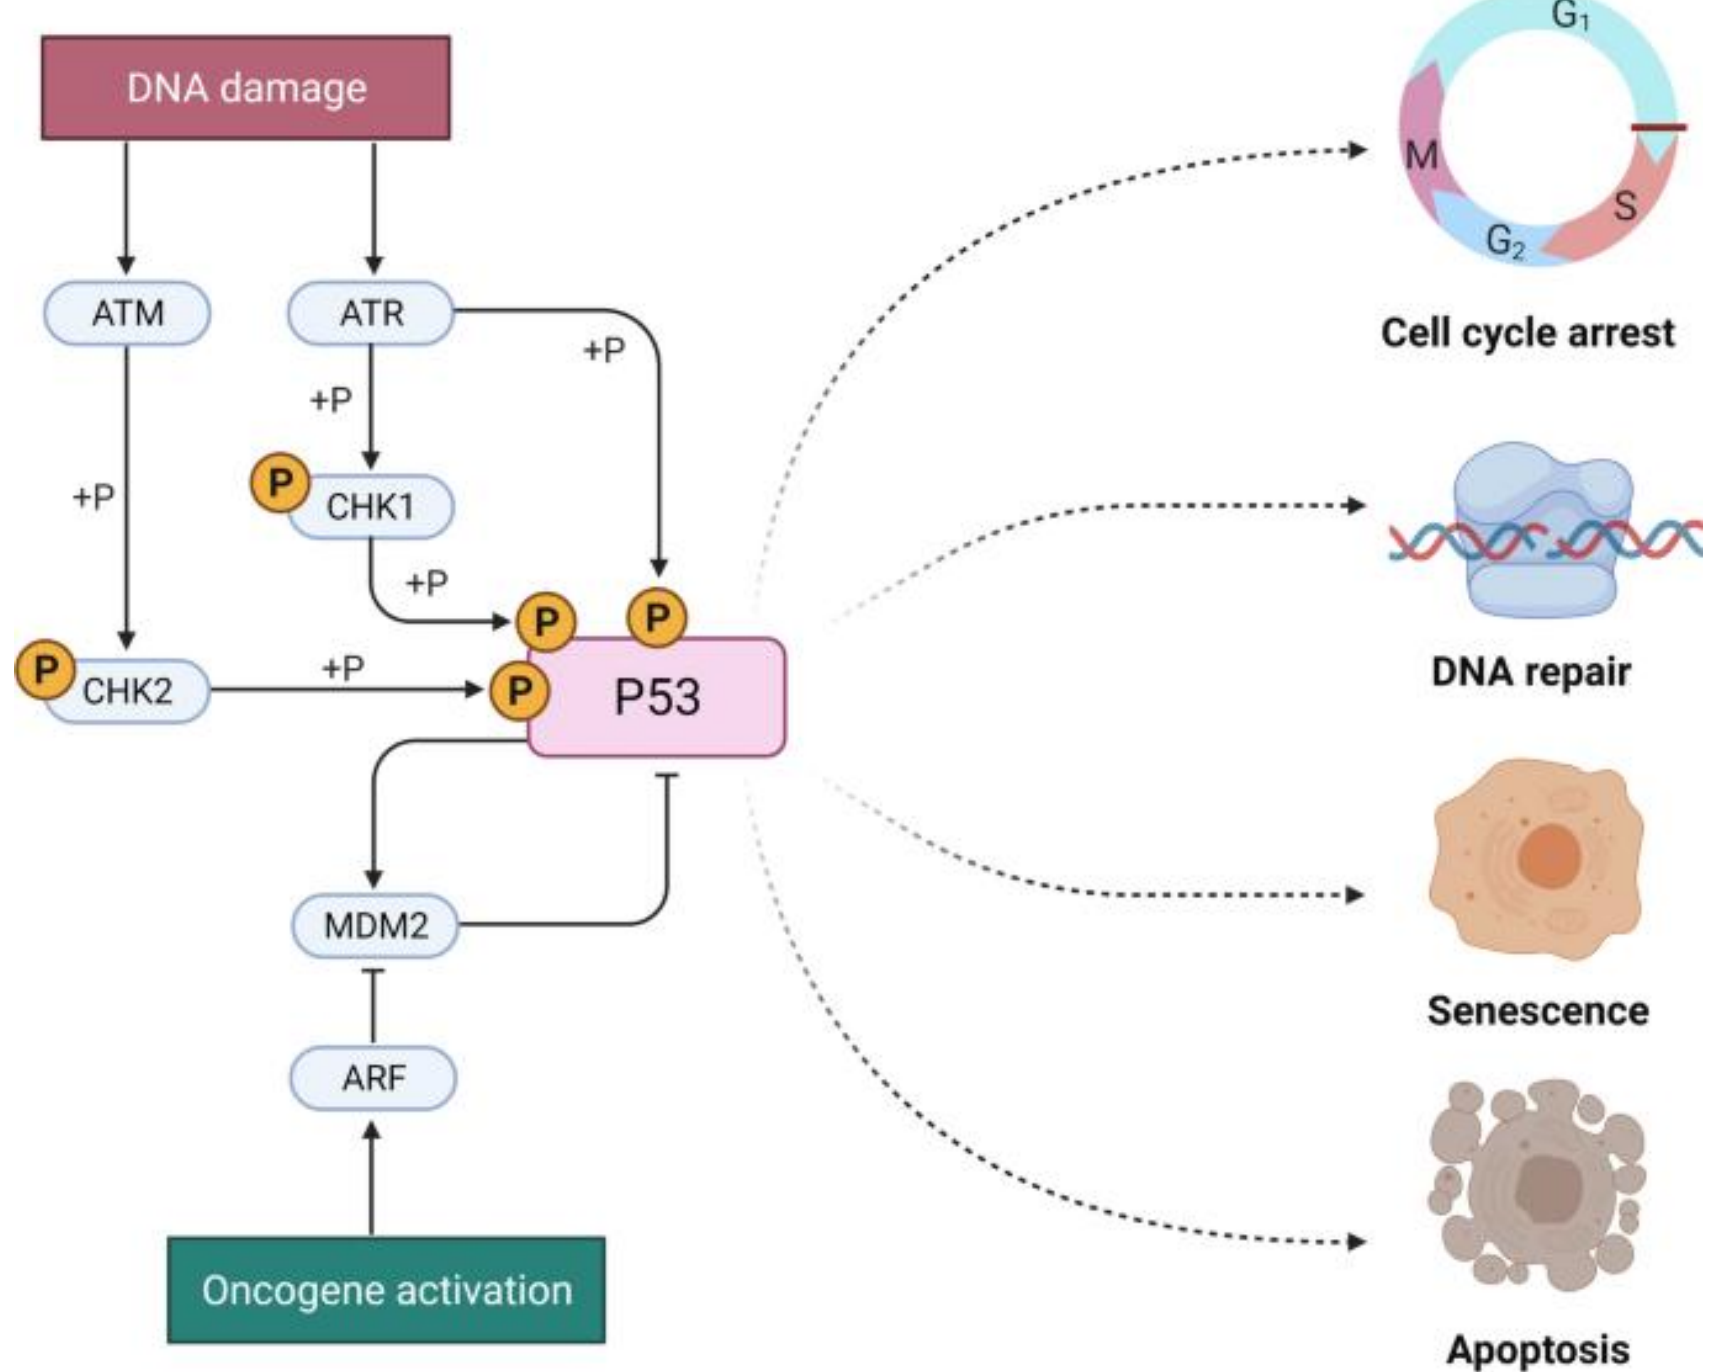 DNA damage
G₁
M
S
G₂
ATM
ATR
+P
Cell cycle arrest
+P
P
CHK1
+P
+P
P
P
P
CHK2
+P
P
P53
DNA repair
MDM2
Senescence
ARF
Oncogene activation
Apoptosis